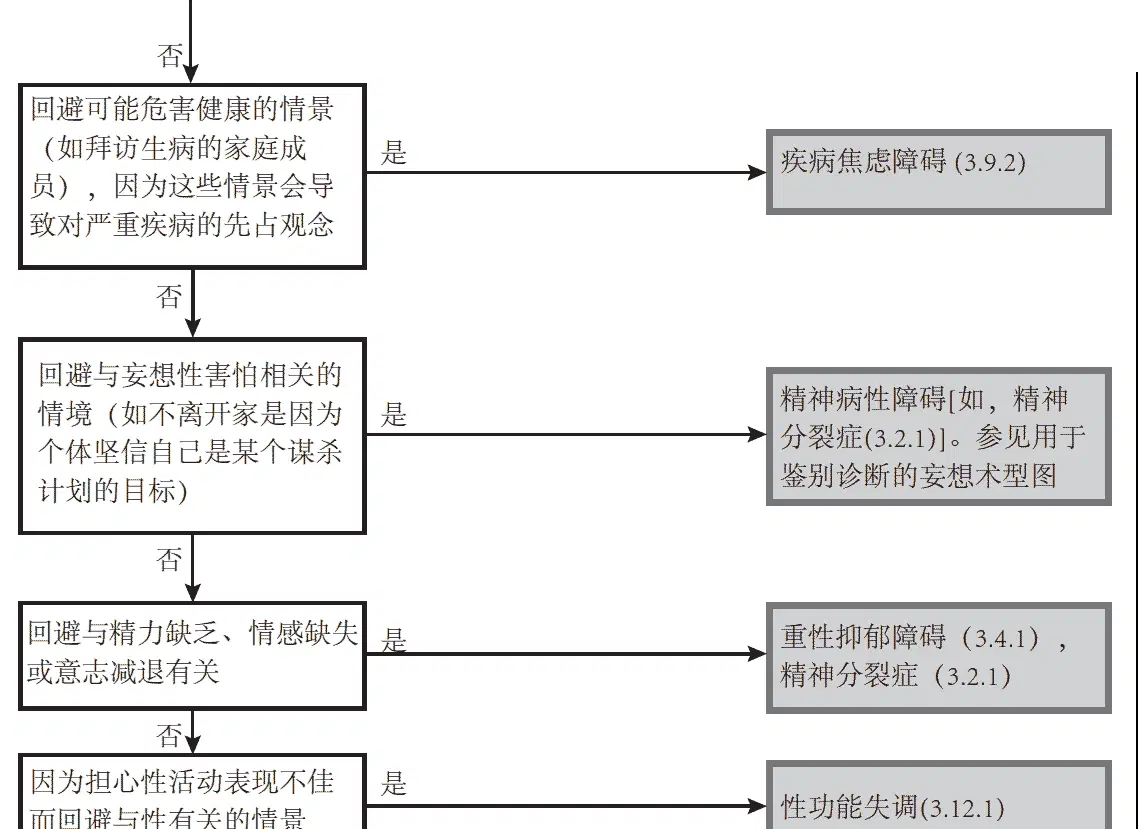 否
回避可能危害健康的情景
（如拜访生病的家庭成
员），因为这些情景会导
致对严重疾病的先占观念
是
疾病焦虑障碍 (3.9.2)
否
回避与妄想性害怕相关的
情境（如不离开家是因为
个体坚信自己是某个谋杀
计划的目标）
是
精神病性障碍[如，精神
分裂症(3.2.1)]。参见用于
鉴别诊断的妄想术型图
否
回避与精力缺乏、情感缺失
或意志减退有关
是
重性抑郁障碍（3.4.1），
精神分裂症（3.2.1）
否
因为担心性活动表现不佳
而回避与性有关的情景
是
性功能失调(3.12.1)